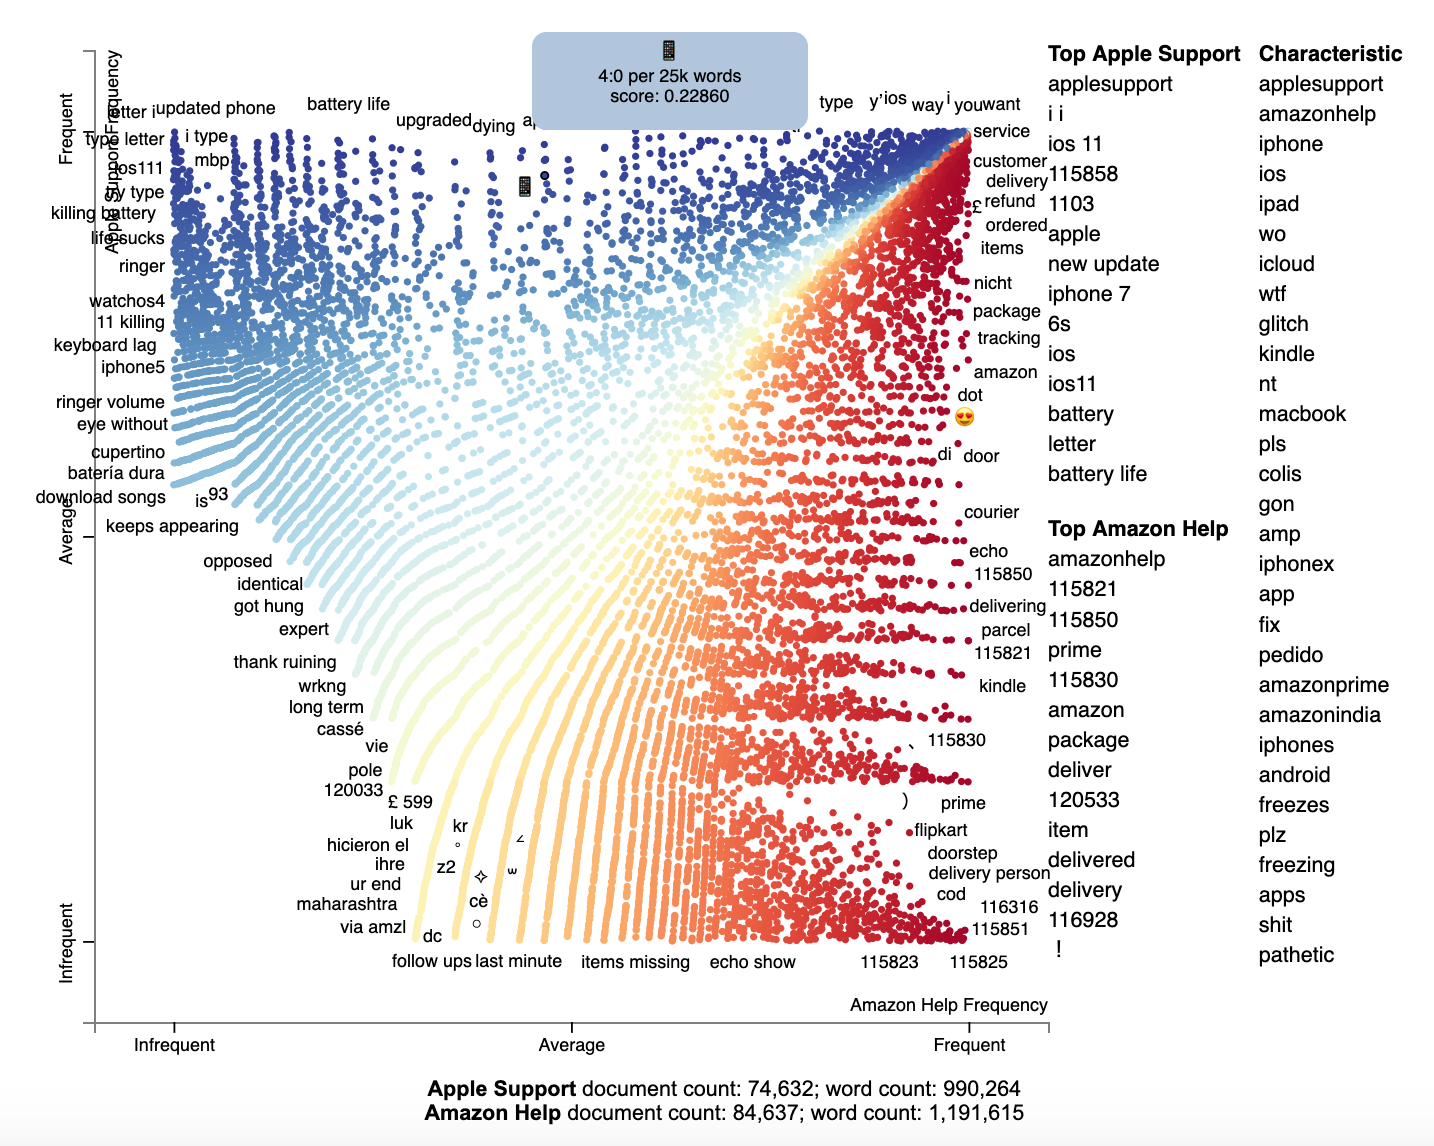 📱
4:0 per 25k words
score: 0.22860
Frequent
Average
Infrequent
Apple Support Frequency
letter i
updated phone
battery life
upgraded
dying
type
y'
ios
way
i
you
want
type letter
i type
mbp
ios111
killing battery
life sucks
ringer
watchos4
11 killing
keyboard lag
iphone5
ringer volume
eye without
cupertino
batería dura
download songs
is
93
keeps appearing
opposed
identical
got hung
expert
thank ruining
wrkng
long term
cassé
vie
pole
120033
£ 599
luk
kr
hicieron el
ihre
z2
ur end
cè
maharashtra
via amzl
dc
follow ups
last minute
items missing
echo show
115823
115825
📱
service
customer
delivery
£
refund
ordered
items
nicht
package
tracking
amazon
dot
😍
di
door
courier
echo
115850
delivering
parcel
115821
kindle
115830
)
prime
flipkart
doorstep
delivery person
cod
116316
115851
Amazon Help Frequency
Infrequent
Average
Frequent
Top Apple Support
applesupport
i i
ios 11
115858
1103
apple
new update
iphone 7
6s
ios
ios11
battery
letter
battery life
Top Amazon Help
amazonhelp
115821
115850
prime
115830
amazon
package
deliver
120533
item
delivered
delivery
116928
!
Characteristic
applesupport
amazonhelp
iphone
ios
ipad
wo
icloud
wtf
glitch
kindle
nt
macbook
pls
colis
gon
amp
iphonex
app
fix
pedido
amazonprime
amazonindia
iphones
android
freezes
plz
freezing
apps
shit
pathetic
Apple Support document count: 74,632; word count: 990,264
Amazon Help document count: 84,637; word count: 1,191,615